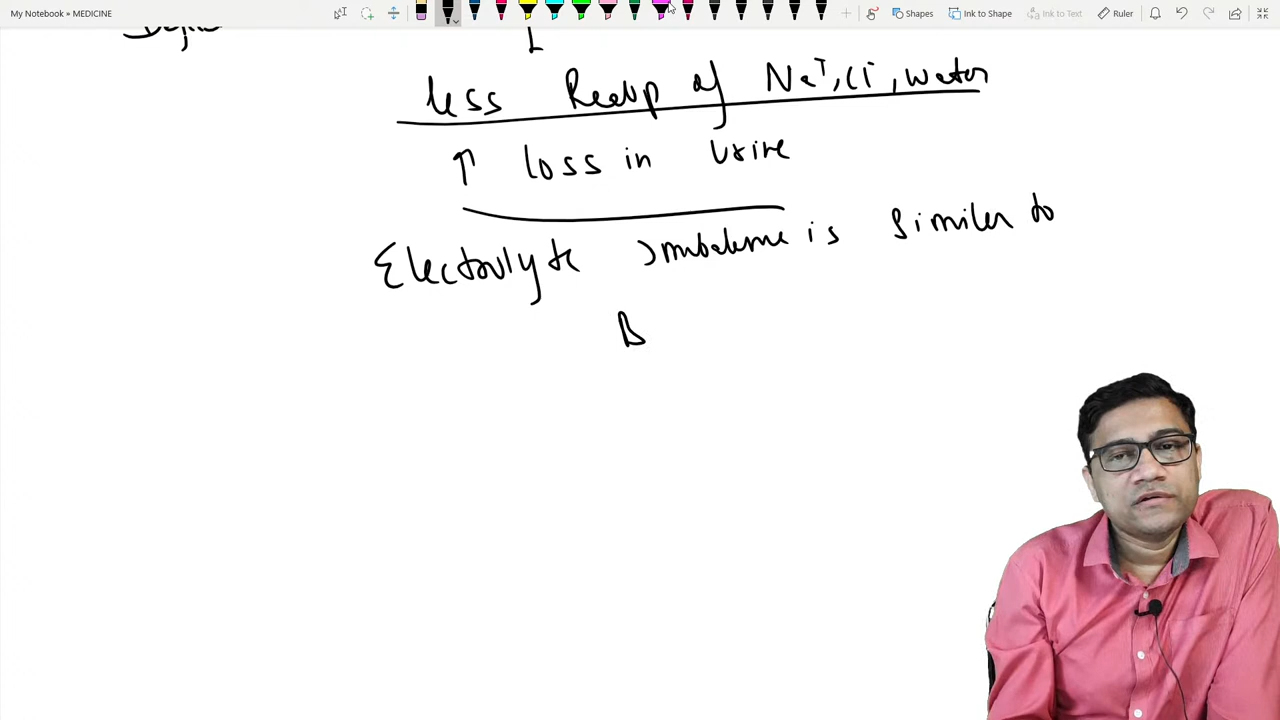 My Notebook » MEDICINE
Shapes
Ink to Shape
Ink to Text
Ruler
less Reabp of Na+, Cl-, water
↑ loss in urine
Electrolyte Imbalance is similar to
B